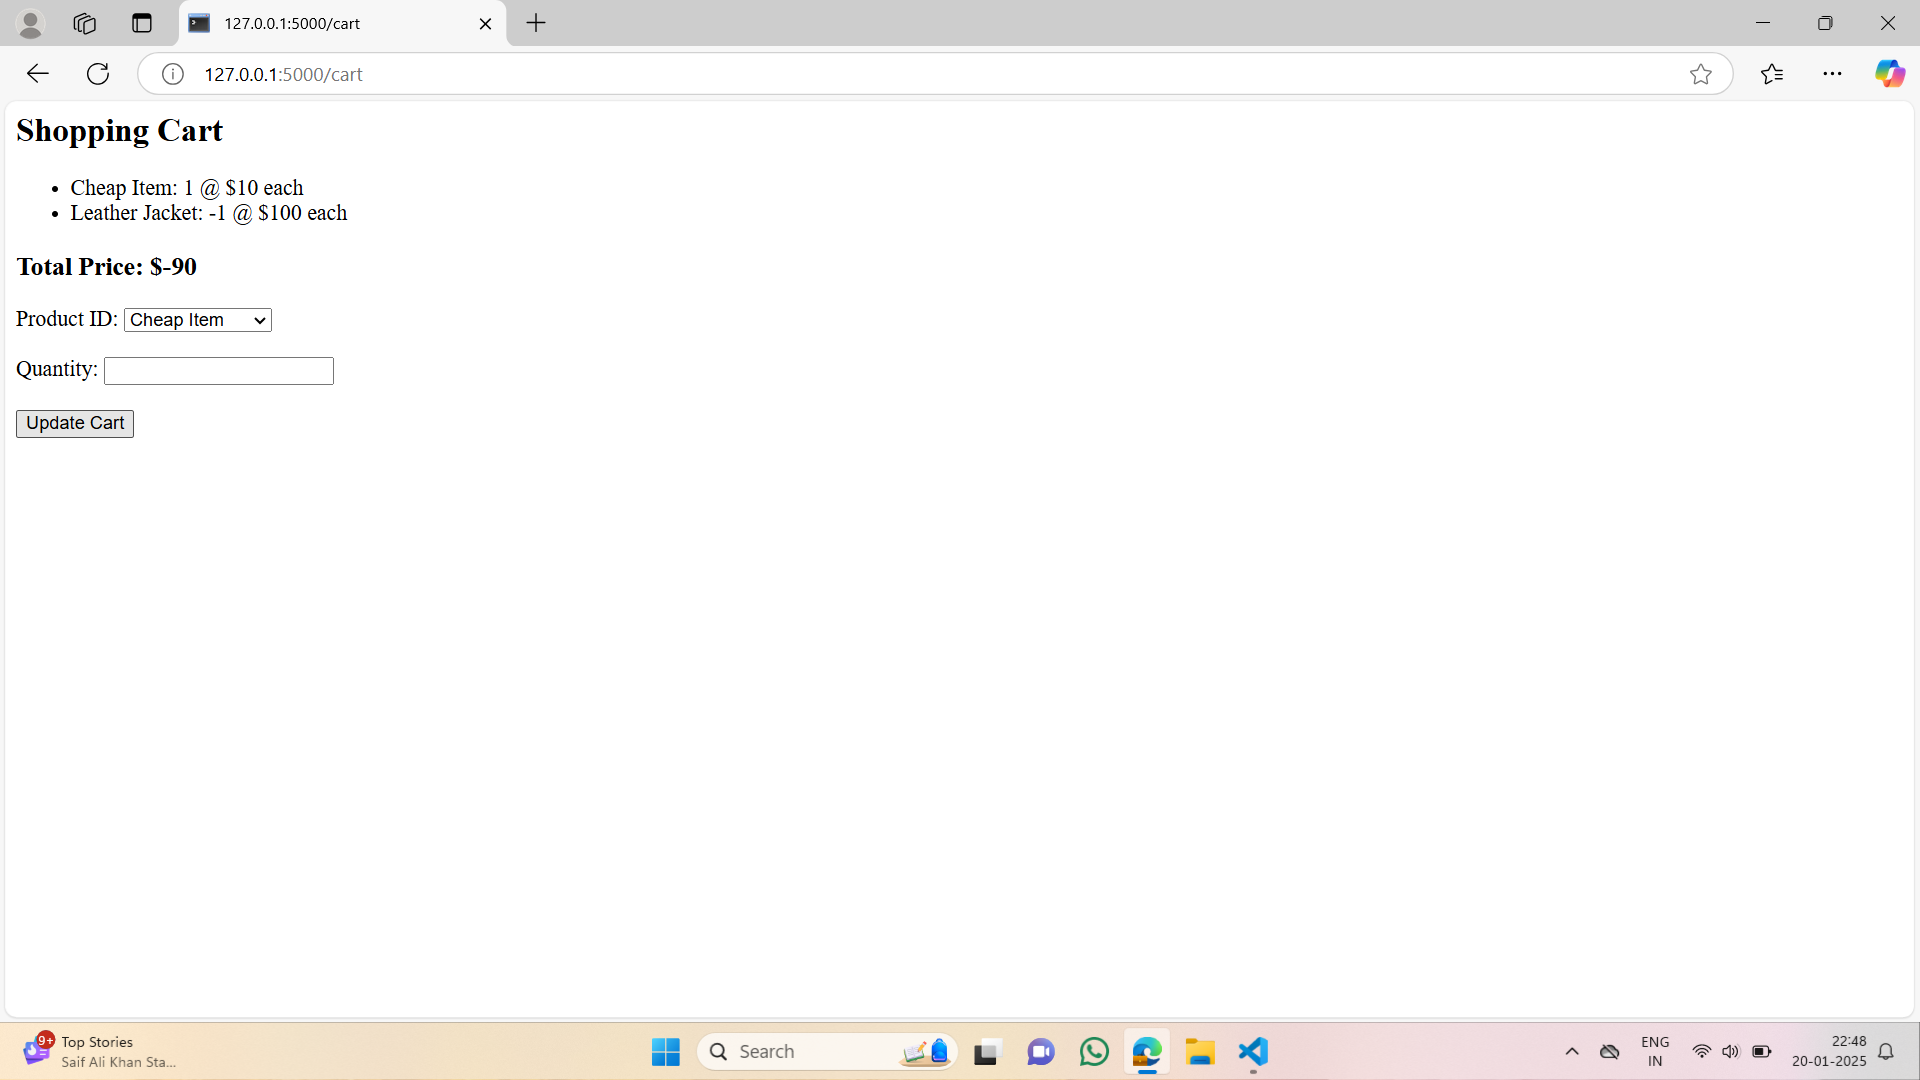 127.0.0.1:5000/cart
127.0.0.1:5000/cart
Shopping Cart
• Cheap Item: 1 @ $10 each
• Leather Jacket: -1 @ $100 each
Total Price: $-90
Product ID: Cheap Item
Quantity:
Update Cart
9+
Top Stories
Saif Ali Khan Sta...
Search
ENG
IN
22:48
20-01-2025